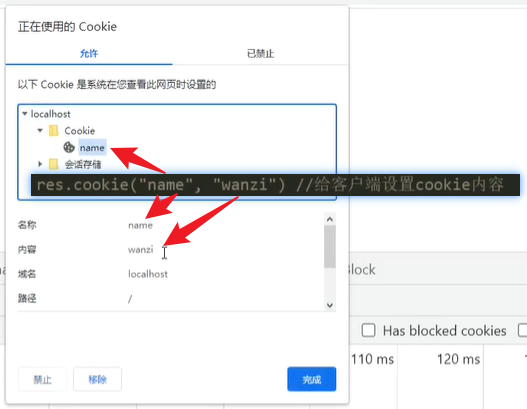 正在使用的 Cookie
允许
已禁止
以下 Cookie 是系统在您查看此网页时设置的
localhost
Cookie
name
会话存储
res.cookie("name", "wanzi") //给客户端设置cookie内容
名称 name
内容 wanzi
域名 localhost
路径 /
禁止
移除
完成
lock
Has blocked cookies
110 ms
120 ms